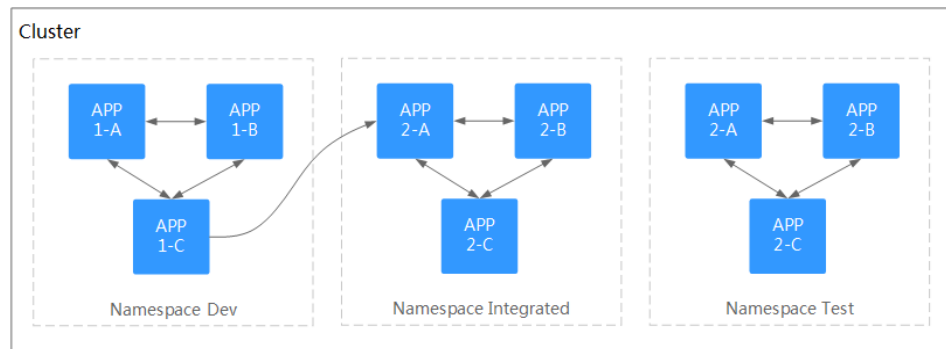 Cluster
APP
1-A
APP
1-B
APP
1-C
Namespace Dev
APP
2-A
APP
2-B
APP
2-C
Namespace Integrated
APP
2-A
APP
2-B
APP
2-C
Namespace Test